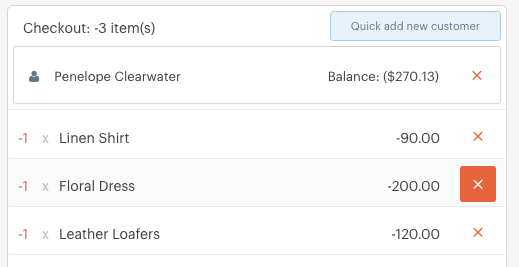 Checkout: -3 item(s) Quick add new customer
Penelope Clearwater Balance: ($270.13) ×
-1 x Linen Shirt -90.00 ×
-1 x Floral Dress -200.00 ×
-1 x Leather Loafers -120.00 ×